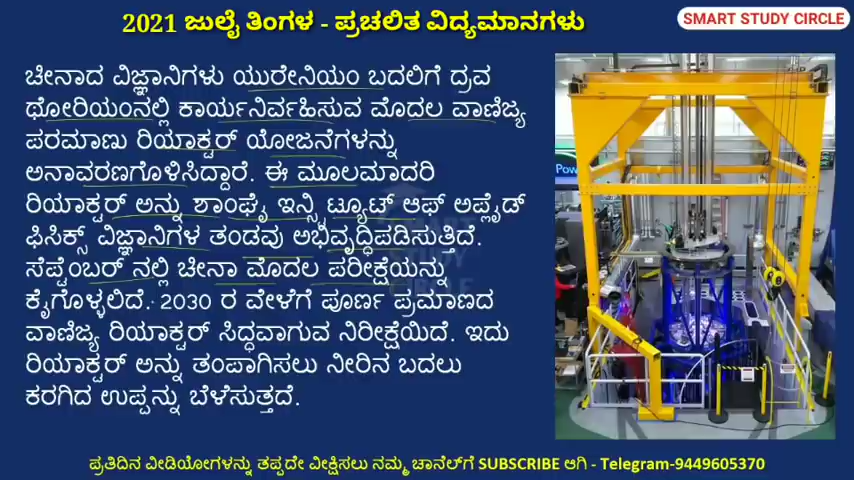 2021 ಜುಲೈ ತಿಂಗಳ - ಪ್ರಚಲಿತ ವಿದ್ಯಮಾನಗಳು
SMART STUDY CIRCLE
ಚೀನಾದ ವಿಜ್ಞಾನಿಗಳು ಯುರೇನಿಯಂ ಬದಲಿಗೆ ದ್ರವ
ಥೋರಿಯಂನಲ್ಲಿ ಕಾರ್ಯನಿರ್ವಹಿಸುವ ಮೊದಲ ವಾಣಿಜ್ಯ
ಪರಮಾಣು ರಿಯಾಕ್ಟರ್ ಯೋಜನೆಗಳನ್ನು
ಅನಾವರಣಗೊಳಿಸಿದ್ದಾರೆ. ಈ ಮೂಲಮಾದರಿ
ರಿಯಾಕ್ಟರ್ ಅನ್ನು ಶಾಂಘೈ ಇನ್ಸ್ಟಿಟ್ಯೂಟ್ ಆಫ್ ಅಪ್ಲೈಡ್
ಫಿಸಿಕ್ಸ್ ವಿಜ್ಞಾನಿಗಳ ತಂಡವು ಅಭಿವೃದ್ಧಿಪಡಿಸುತ್ತಿದೆ.
ಸೆಪ್ಟೆಂಬರ್ ನಲ್ಲಿ ಚೀನಾ ಮೊದಲ ಪರೀಕ್ಷೆಯನ್ನು
ಕೈಗೊಳ್ಳಲಿದೆ. 2030 ರ ವೇಳೆಗೆ ಪೂರ್ಣ ಪ್ರಮಾಣದ
ವಾಣಿಜ್ಯ ರಿಯಾಕ್ಟರ್ ಸಿದ್ಧವಾಗುವ ನಿರೀಕ್ಷೆಯಿದೆ. ಇದು
ರಿಯಾಕ್ಟರ್ ಅನ್ನು ತಂಪಾಗಿಸಲು ನೀರಿನ ಬದಲು
ಕರಗಿದ ಉಪ್ಪನ್ನು ಬೆಳೆಸುತ್ತದೆ.
ಪ್ರತಿದಿನ ವೀಡಿಯೋಗಳನ್ನು ತಪ್ಪದೇ ವೀಕ್ಷಿಸಲು ನಮ್ಮ ಚಾನೆಲ್‌ಗೆ SUBSCRIBE ಆಗಿ - Telegram-9449605370